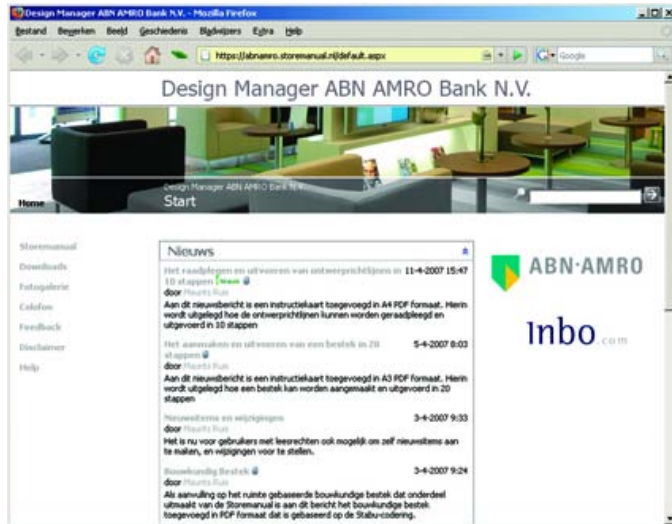 Design Manager ABN AMRO Bank N.V. - Mozilla Firefox
Bestand Bewerken Beeld Geschiedenis Bladwijzers Extra Help
https://abnamro.storemanual.nl/default.aspx
Google
Design Manager ABN AMRO Bank N.V.
Design Manager ABN AMRO Bank N.V.
Home
Start
Storemanual
Downloads
Fotogalerie
Colofon
Feedback
Disclaimer
Help
Nieuws
Het raadplegen en uitvoeren van ontwerprichtlijnen in 11-4-2007 15:47
10 stappen Nieuw
door Maurits Ruis
Aan dit nieuwsbericht is een instructiekaart toegevoegd in A4 PDF formaat. Hierin
wordt uitgelegd hoe de ontwerprichtlijnen kunnen worden geraadpleegd en
uitgevoerd in 10 stappen
Het aanmaken en uitvoeren van een bestek in 20 5-4-2007 8:03
stappen
door Maurits Ruis
Aan dit nieuwsbericht is een instructiekaart toegevoegd in A3 PDF formaat. Hierin
wordt uitgelegd hoe een bestek kan worden aangemaakt en uitgevoerd in 20
stappen
Nieuwsitems en wijzigingen 3-4-2007 9:33
door Maurits Ruis
Het is nu voor gebruikers met leesrechten ook mogelijk om zelf nieuwsitems aan
te maken, en wijzigingen voor te stellen.
Bouwkundig Bestek 3-4-2007 9:24
door Maurits Ruis
Als aanvulling op het ruimte gebaseerde bouwkundige bestek dat onderdeel
uitmaakt van de Storemanual is aan dit bericht het bouwkundige bestek
toegevoegd in PDF formaat dat is gebaseerd op de Stabu-codering.
ABN·AMRO
Inbo.com